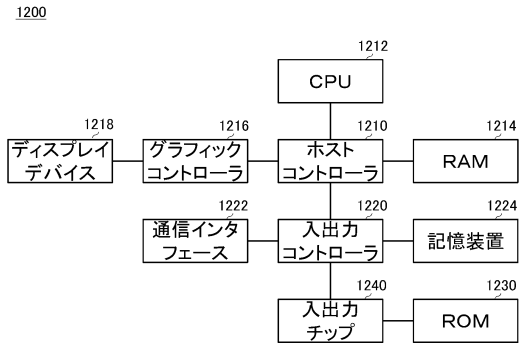 1200
1212
CPU
1218
ディスプレイ
デバイス
1216
グラフィック
コントローラ
1210
ホスト
コントローラ
1214
RAM
1222
通信インタ
フェース
1220
入出力
コントローラ
1224
記憶装置
1240
入出力
チップ
1230
ROM